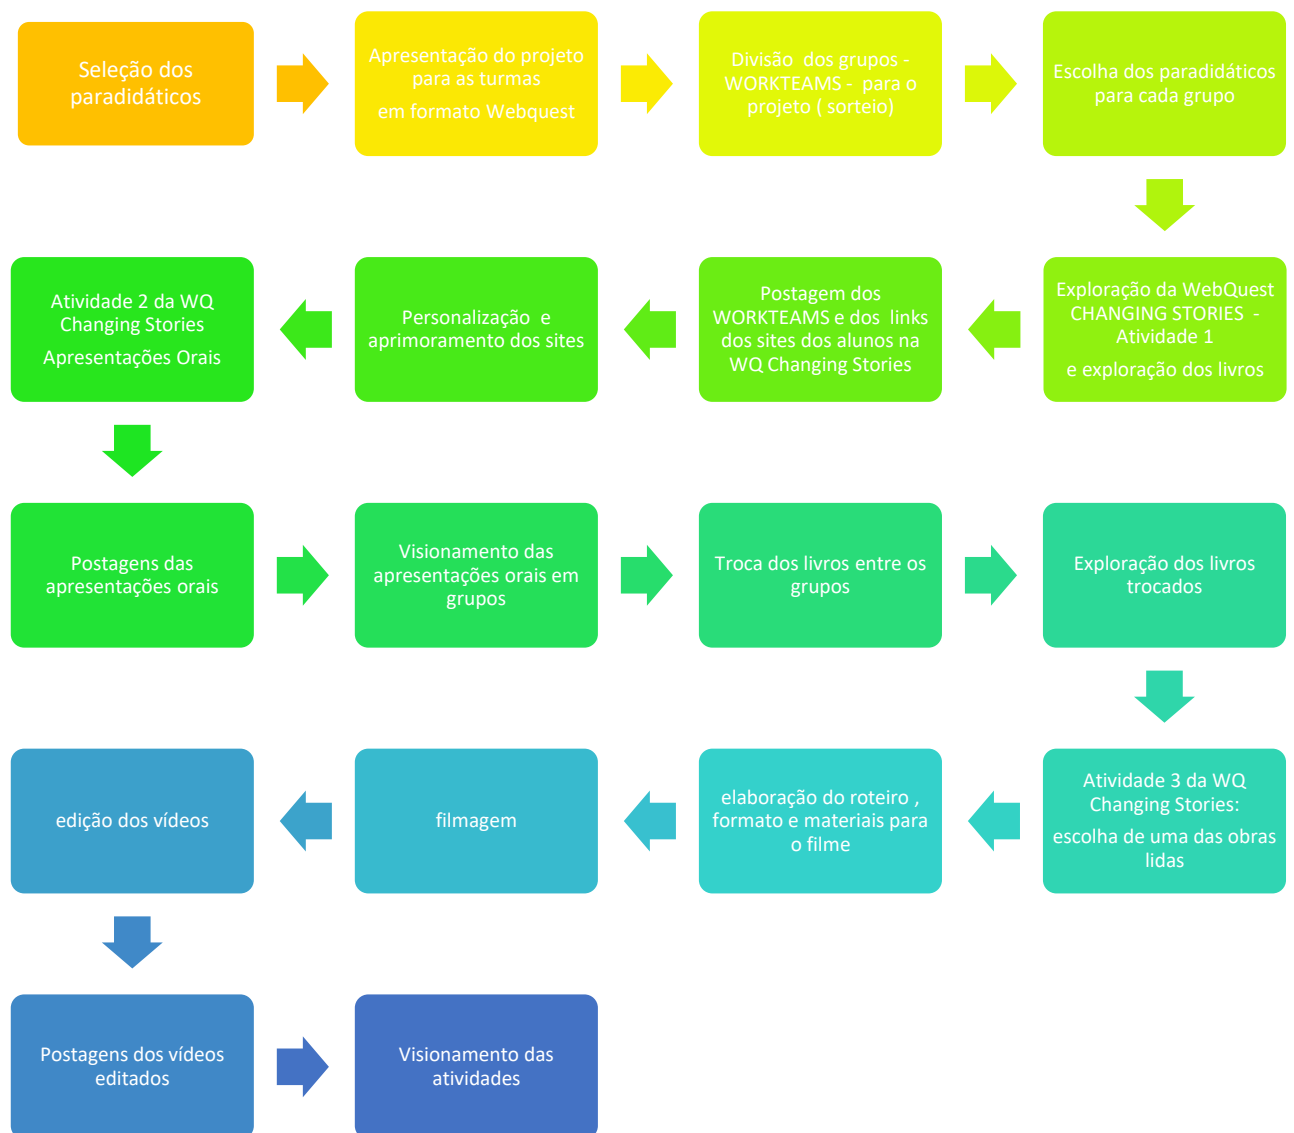 Seleção dos
paradidáticos
Apresentação do projeto
para as turmas
em formato Webquest
Divisão dos grupos -
WORKTEAMS - para o
projeto ( sorteio)
Escolha dos paradidáticos
para cada grupo
Exploração da WebQuest
CHANGING STORIES -
Atividade 1
e exploração dos livros
Postagem dos
WORKTEAMS e dos links
dos sites dos alunos na
WQ Changing Stories
Personalização e
aprimoramento dos sites
Atividade 2 da WQ
Changing Stories
Apresentações Orais
Postagens das
apresentações orais
Visionamento das
apresentações orais em
grupos
Troca dos livros entre os
grupos
Exploração dos livros
trocados
Atividade 3 da WQ
Changing Stories:
escolha de uma das obras
lidas
elaboração do roteiro ,
formato e materiais para
o filme
filmagem
edição dos vídeos
Postagens dos vídeos
editados
Visionamento das
atividades